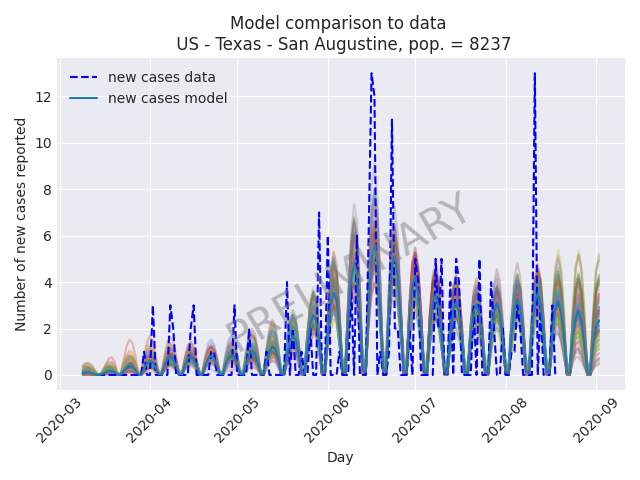 Model comparison to data
US - Texas - San Augustine, pop. = 8237
new cases data
new cases model
PRELIMINARY
Number of new cases reported
12
10
8
6
4
2
0
2020-03
2020-04
2020-05
2020-06
2020-07
2020-08
2020-09
Day